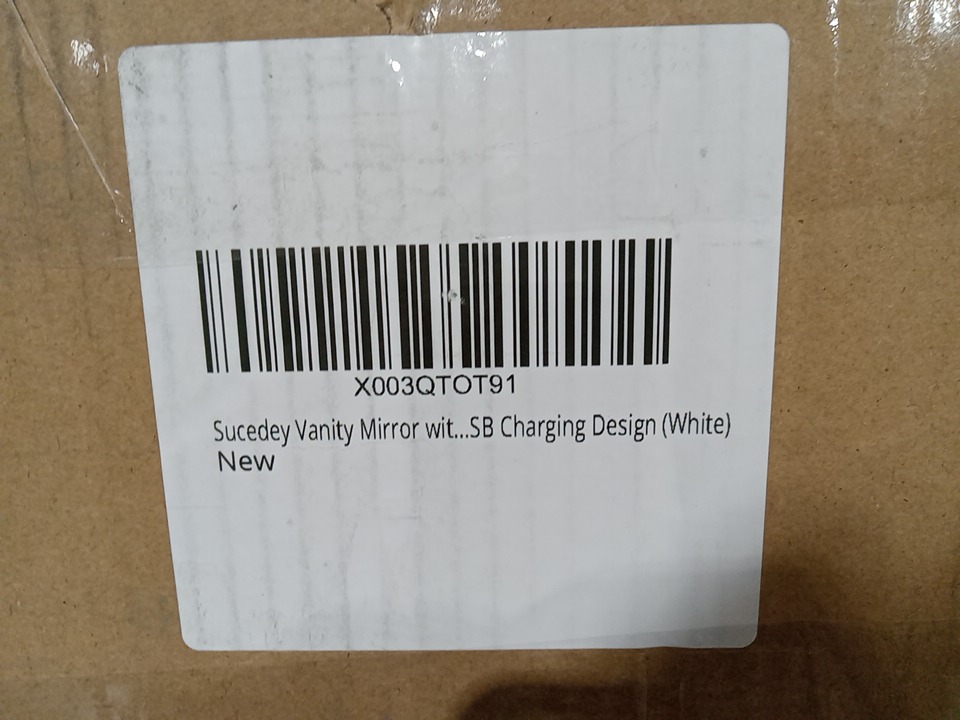 X003QTOT91
Sucedey Vanity Mirror wit...SB Charging Design (White)
New